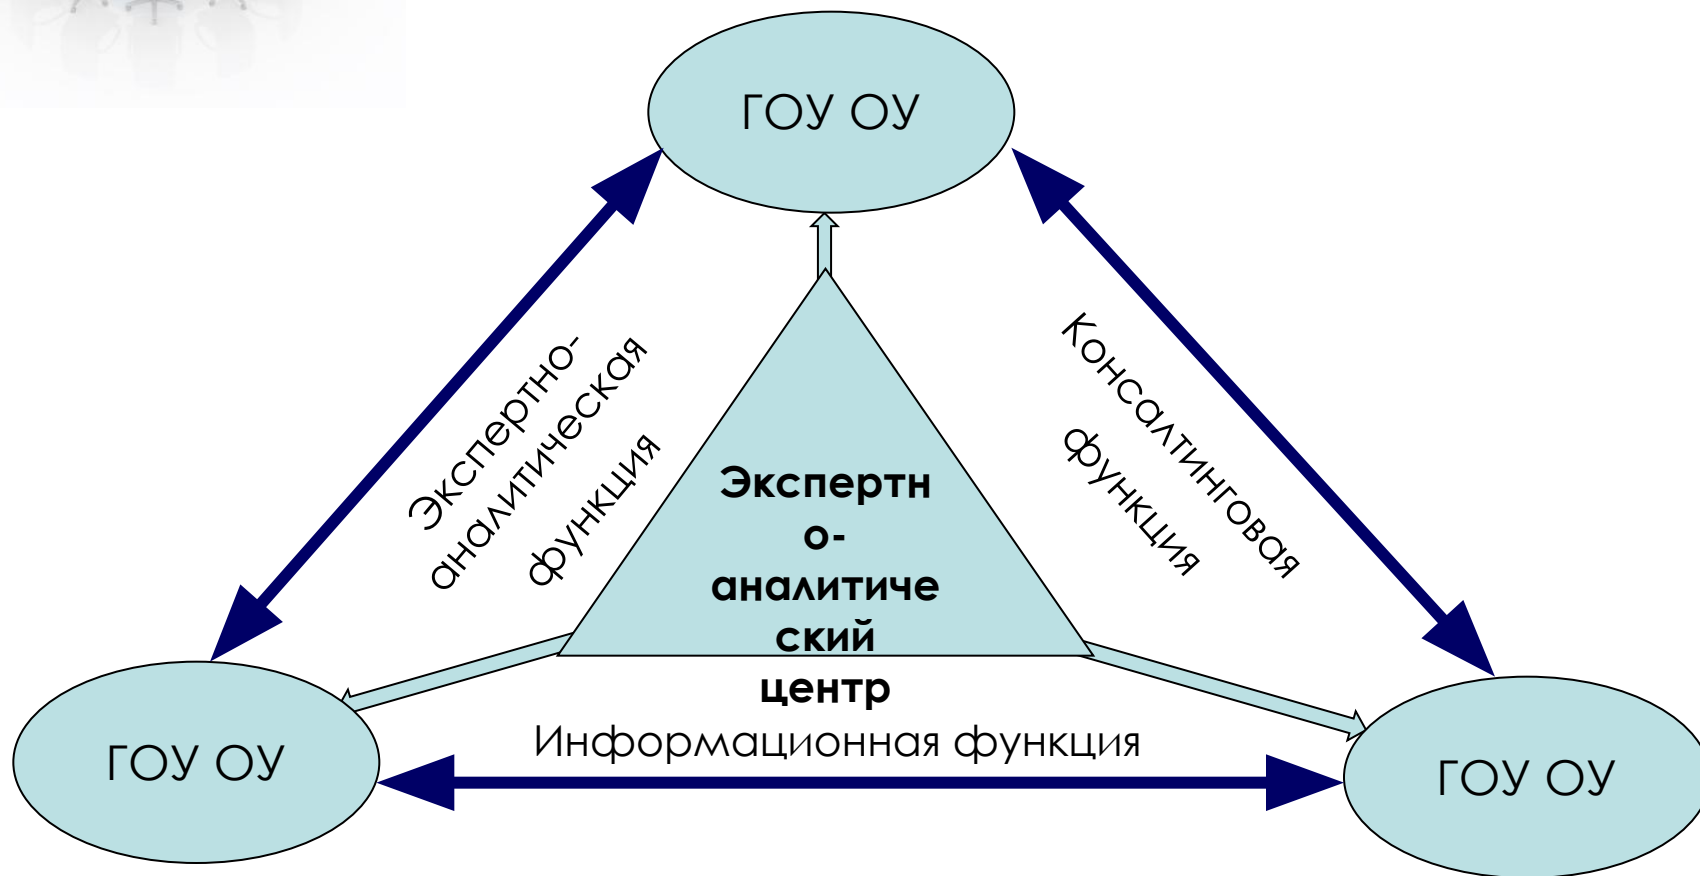 ГОУ ОУ
Экспертно-
аналитическая
функция
Консалтинговая
функция
Экспертн
о-
аналитиче
ский
центр
Информационная функция
ГОУ ОУ
ГОУ ОУ